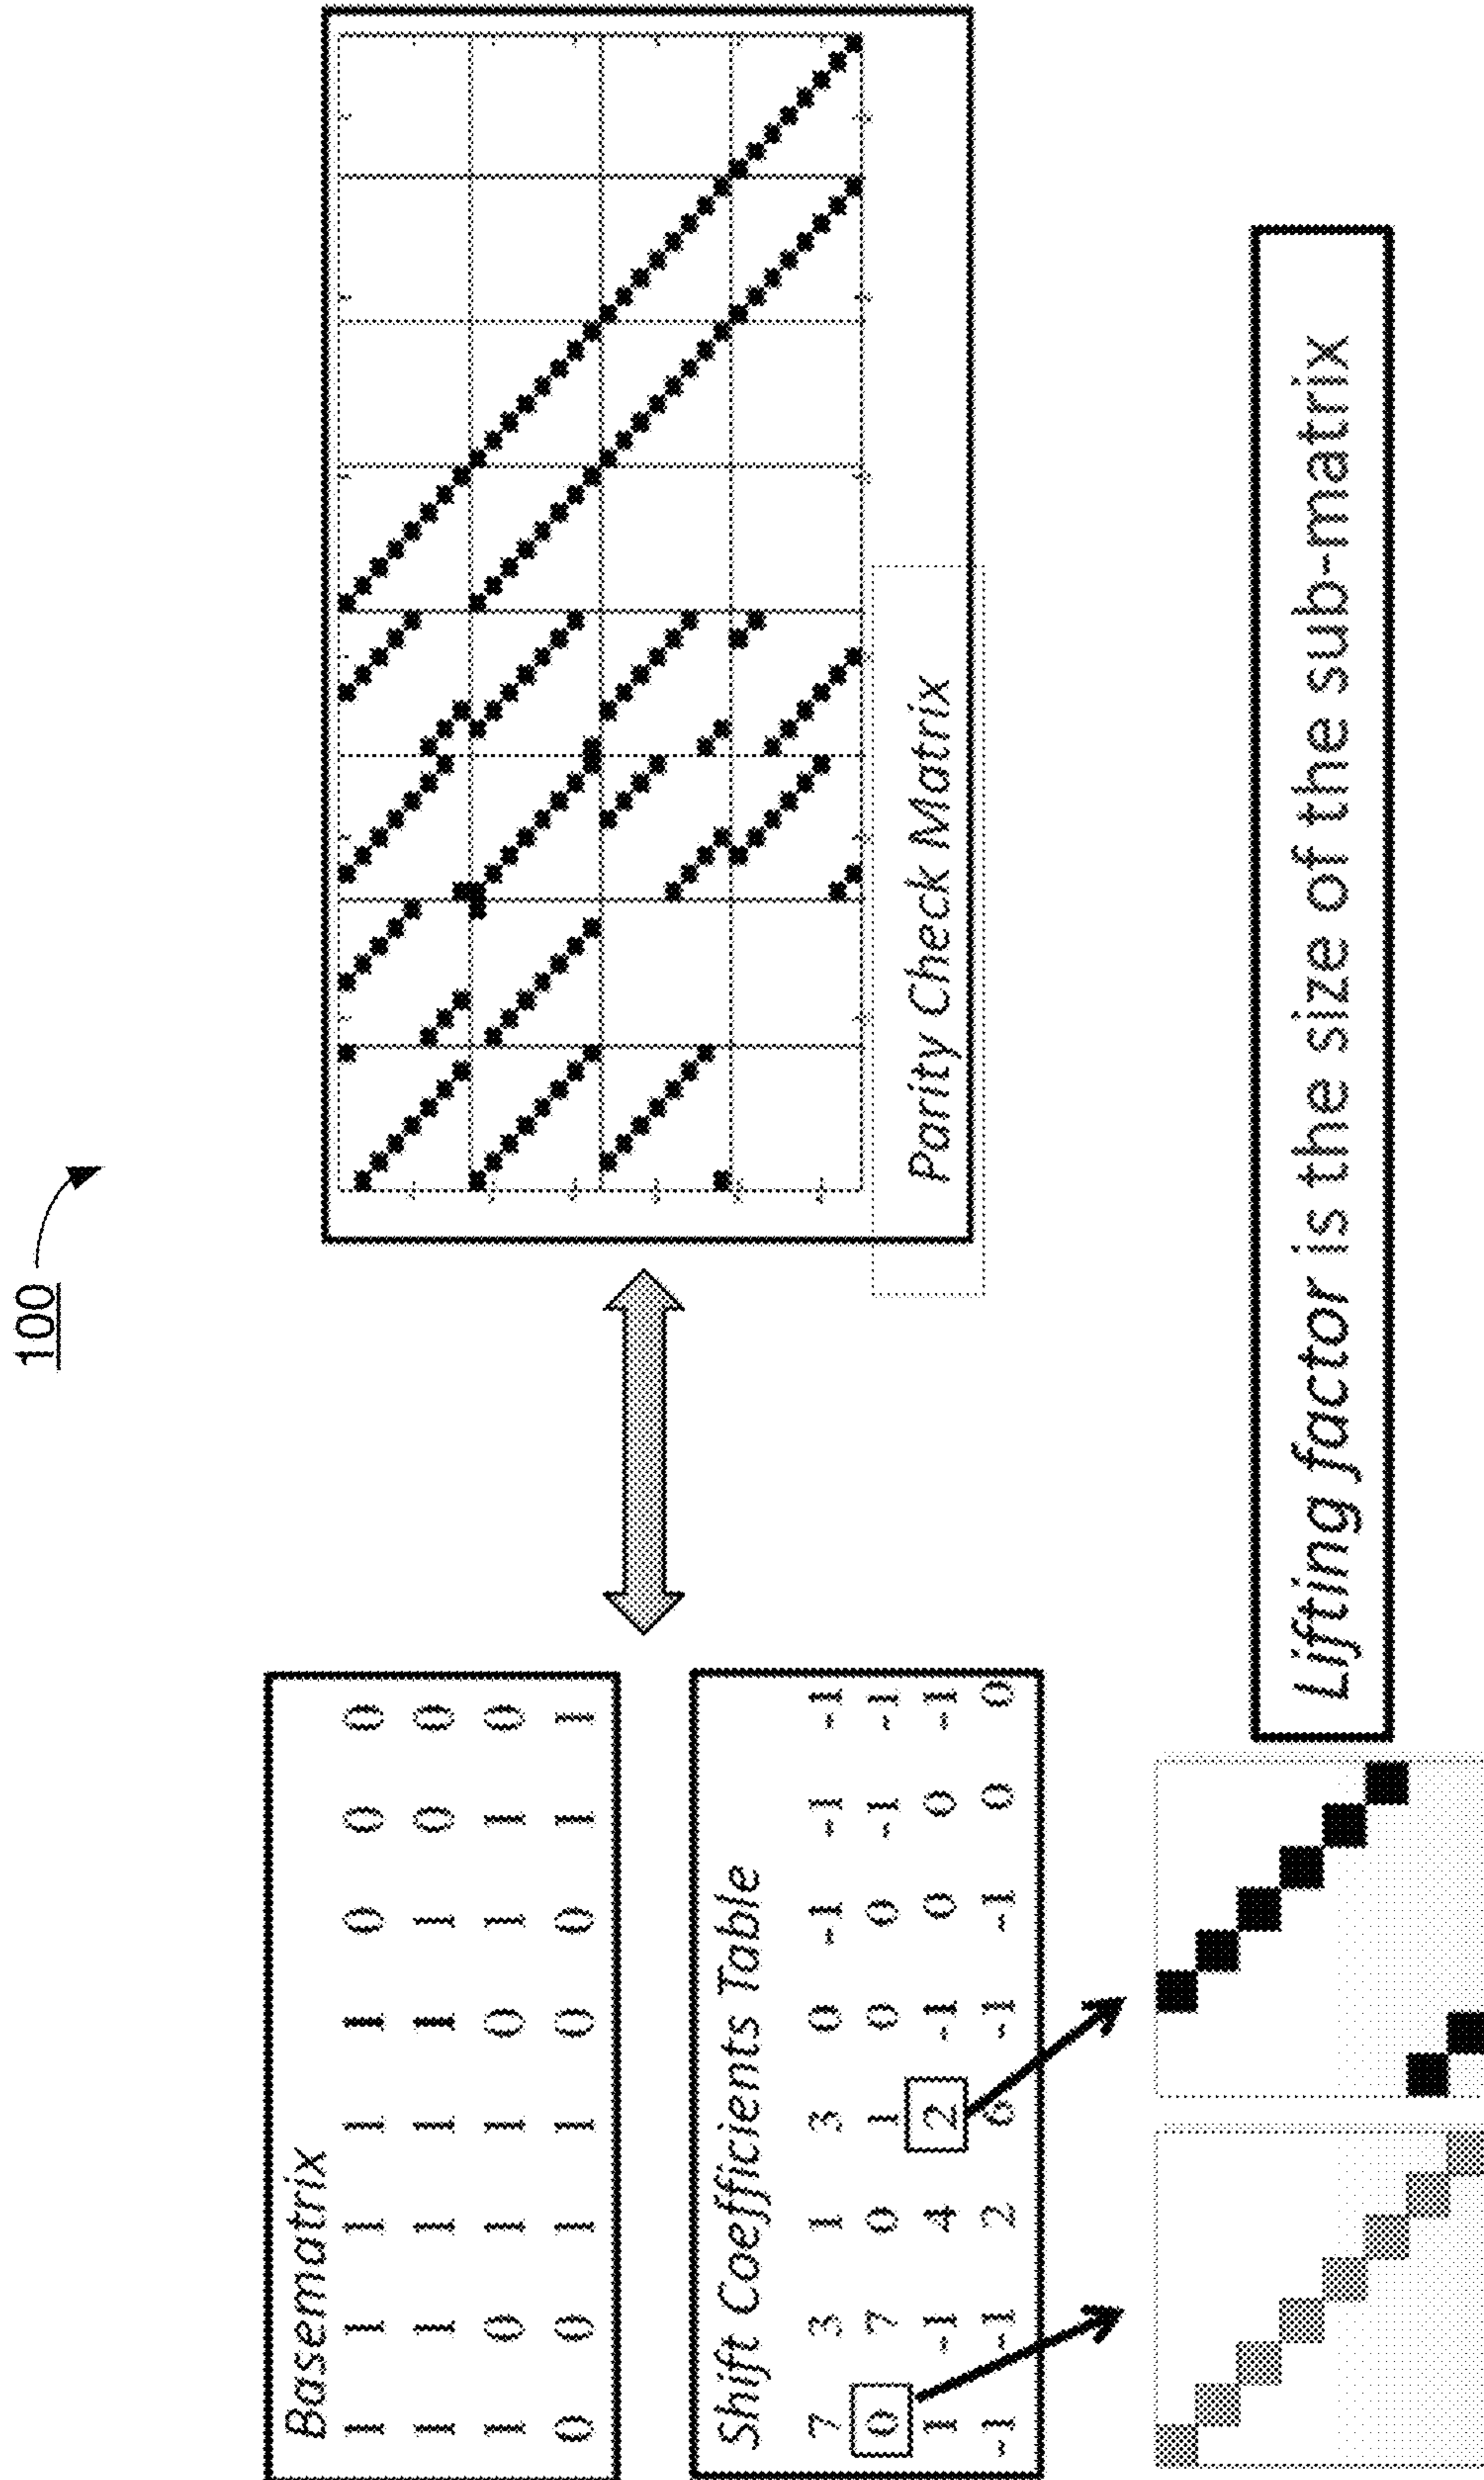 100
Basematrix
1 1 1 1 1 0 0 0
1 1 1 1 1 1 0 0
1 0 1 1 0 1 1 0
0 0 1 1 0 0 1 1
Shift Coefficients Table
7 3 1 3 0 -1 -1 -1
0 7 0 1 0 0 -1 -1
1 -1 4 2 -1 0 0 -1
-1 -1 2 6 -1 -1 0 0
Parity Check Matrix
Lifting factor is the size of the sub-matrix